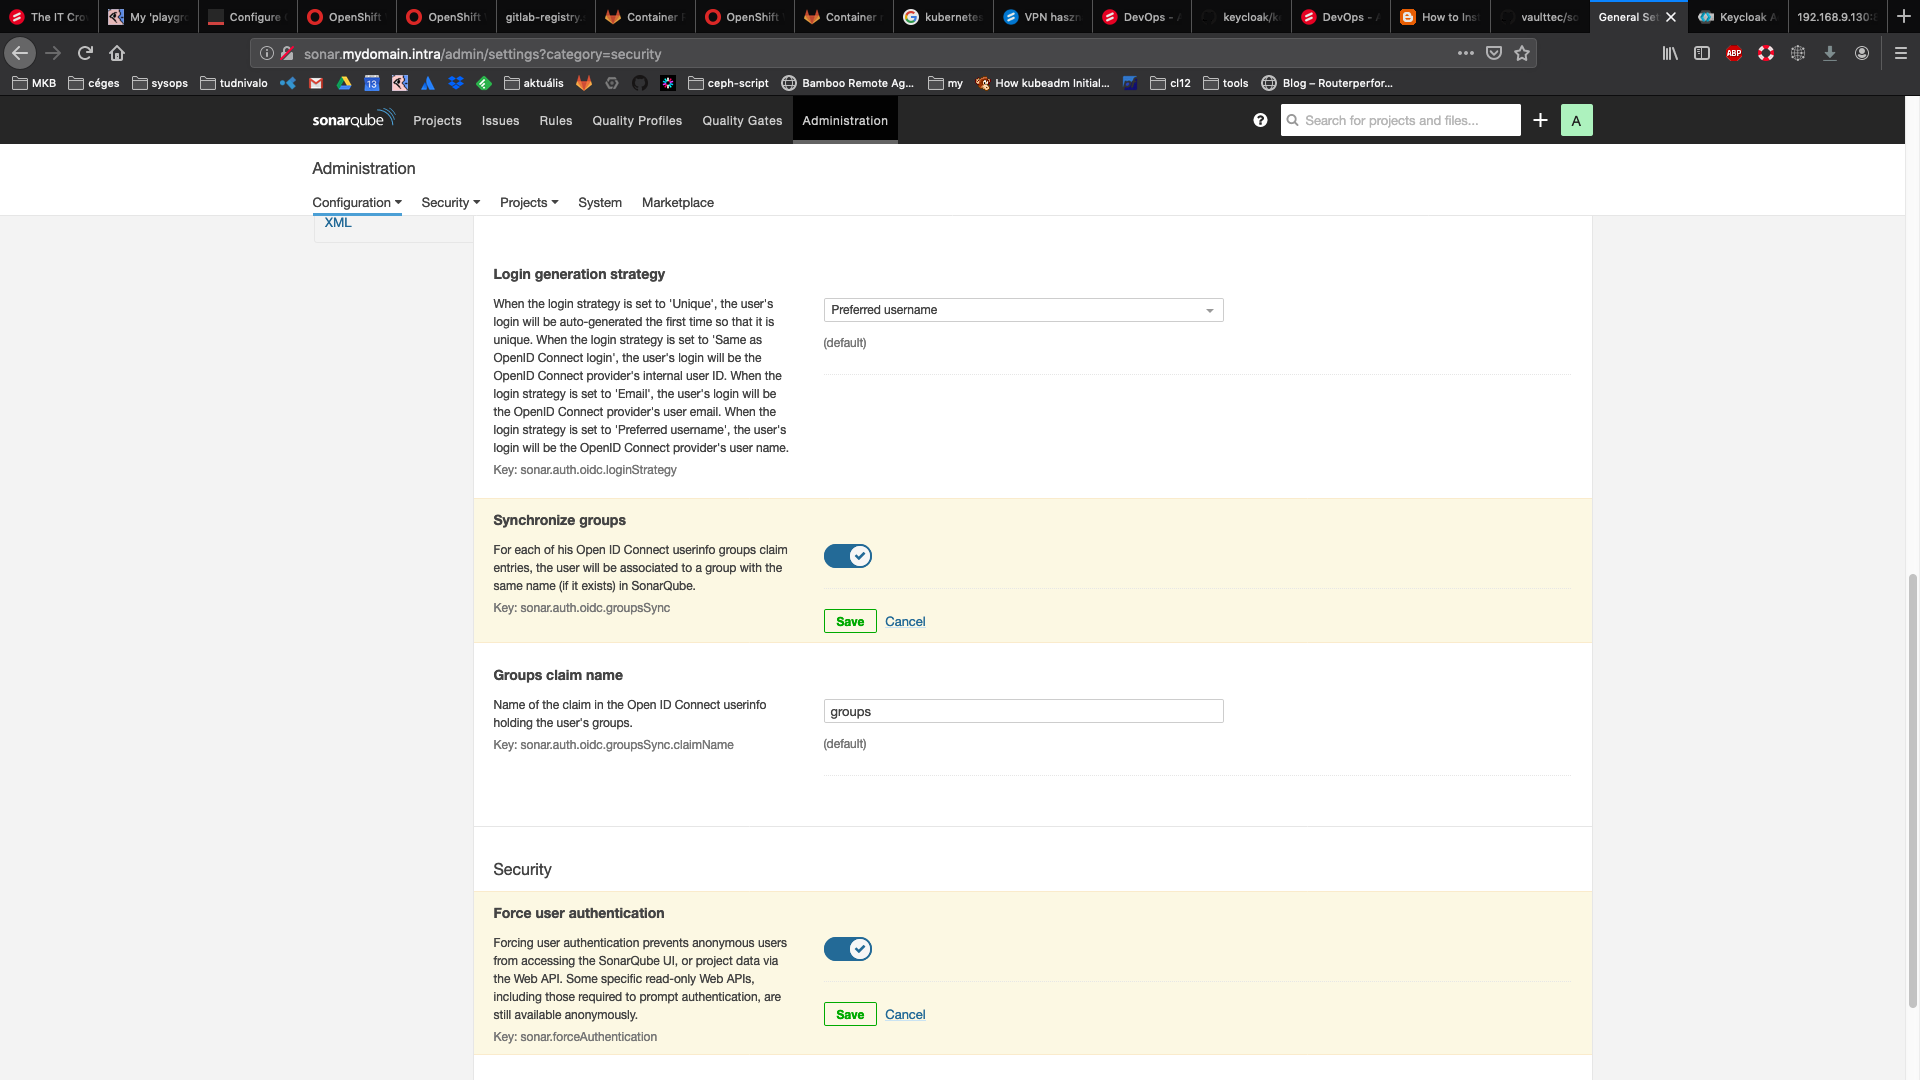 The IT Cro
My 'playgr
Configure
OpenShift
OpenShift
gitlab-registry.
Container
OpenShift
Container
kubernetes
VPN haszn
DevOps - A
keycloak/k
DevOps - A
How to Ins
vaulttec/so
General Set
Keycloak A
192.168.9.130:
sonar.mydomain.intra/admin/settings?category=security
MKB céges sysops tudnivalo 13 aktuális ceph-script Bamboo Remote Ag... my How kubeadm Initial... cl12 tools Blog – Routerperfor...
ABP
sonarqube Projects Issues Rules Quality Profiles Quality Gates Administration
Search for projects and files...
A
Administration
Configuration Security Projects System Marketplace
XML
Login generation strategy
When the login strategy is set to 'Unique', the user's
login will be auto-generated the first time so that it is
unique. When the login strategy is set to 'Same as
OpenID Connect login', the user's login will be the
OpenID Connect provider's internal user ID. When the
login strategy is set to 'Email', the user's login will be
the OpenID Connect provider's user email. When the
login strategy is set to 'Preferred username', the user's
login will be the OpenID Connect provider's user name.
Key: sonar.auth.oidc.loginStrategy
Preferred username
(default)
Synchronize groups
For each of his Open ID Connect userinfo groups claim
entries, the user will be associated to a group with the
same name (if it exists) in SonarQube.
Key: sonar.auth.oidc.groupsSync
Save Cancel
Groups claim name
Name of the claim in the Open ID Connect userinfo
holding the user's groups.
Key: sonar.auth.oidc.groupsSync.claimName
groups
(default)
Security
Force user authentication
Forcing user authentication prevents anonymous users
from accessing the SonarQube UI, or project data via
the Web API. Some specific read-only Web APIs,
including those required to prompt authentication, are
still available anonymously.
Key: sonar.forceAuthentication
Save Cancel